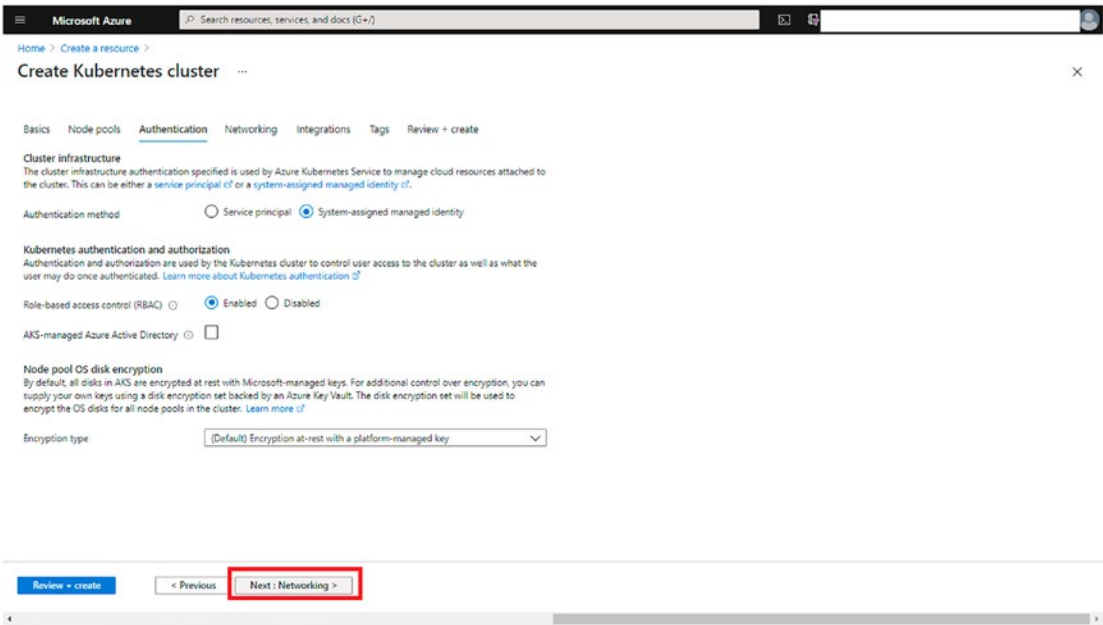 Microsoft Azure
Search resources, services, and docs (G+/)
Home > Create a resource >
Create Kubernetes cluster ...
Basics Node pools Authentication Networking Integrations Tags Review + create
Cluster infrastructure
The cluster infrastructure authentication specified is used by Azure Kubernetes Service to manage cloud resources attached to
the cluster. This can be either a service principal or a system-assigned managed identity .
Authentication method Service principal System-assigned managed identity
Kubernetes authentication and authorization
Authentication and authorization are used by the Kubernetes cluster to control user access to the cluster as well as what the
user may do once authenticated. Learn more about Kubernetes authentication
Role-based access control (RBAC) Enabled Disabled
AKS-managed Azure Active Directory
Node pool OS disk encryption
By default, all disks in AKS are encrypted at rest with Microsoft-managed keys. For additional control over encryption, you can
supply your own keys using a disk encryption set backed by an Azure Key Vault. The disk encryption set will be used to
encrypt the OS disks for all node pools in the cluster. Learn more
Encryption type (Default) Encryption at-rest with a platform-managed key
Review + create < Previous Next : Networking >